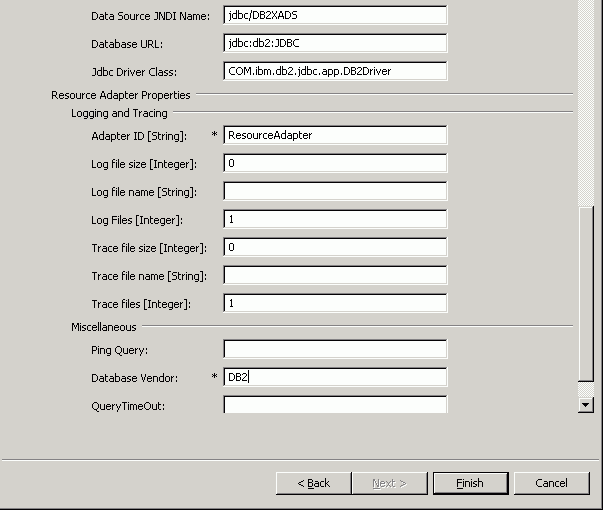 Data Source JNDI Name: jdbc/DB2XADS
Database URL: jdbc:db2:JDBC
Jdbc Driver Class: COM.ibm.db2.jdbc.app.DB2Driver
Resource Adapter Properties
Logging and Tracing
Adapter ID [String]: * ResourceAdapter
Log file size [Integer]: 0
Log file name [String]:
Log Files [Integer]: 1
Trace file size [Integer]: 0
Trace file name [String]:
Trace files [Integer]: 1
Miscellaneous
Ping Query:
Database Vendor: * DB2
QueryTimeOut:
< Back Next > Finish Cancel